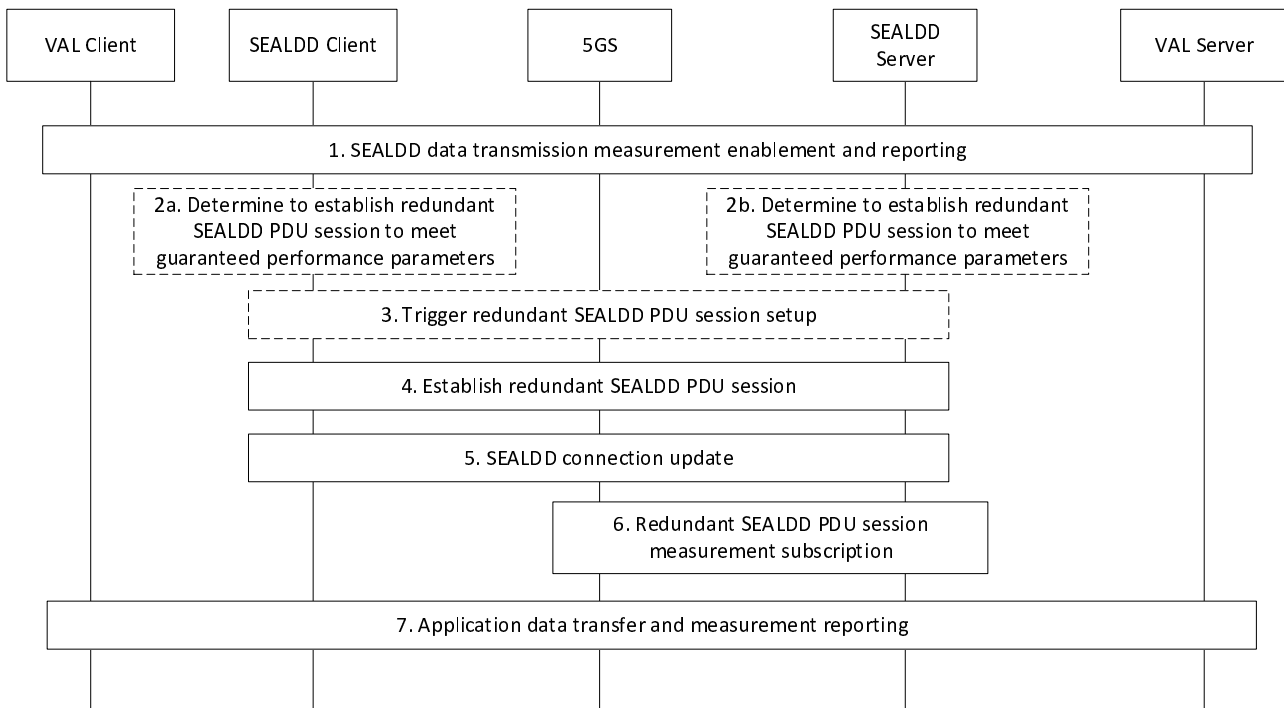 VAL Client
SEALDD Client
5GS
SEALDD
Server
VAL Server
1. SEALDD data transmission measurement enablement and reporting
2a. Determine to establish redundant
SEALDD PDU session to meet
guaranteed performance parameters
2b. Determine to establish redundant
SEALDD PDU session to meet
guaranteed performance parameters
3. Trigger redundant SEALDD PDU session setup
4. Establish redundant SEALDD PDU session
5. SEALDD connection update
6. Redundant SEALDD PDU session
measurement subscription
7. Application data transfer and measurement reporting